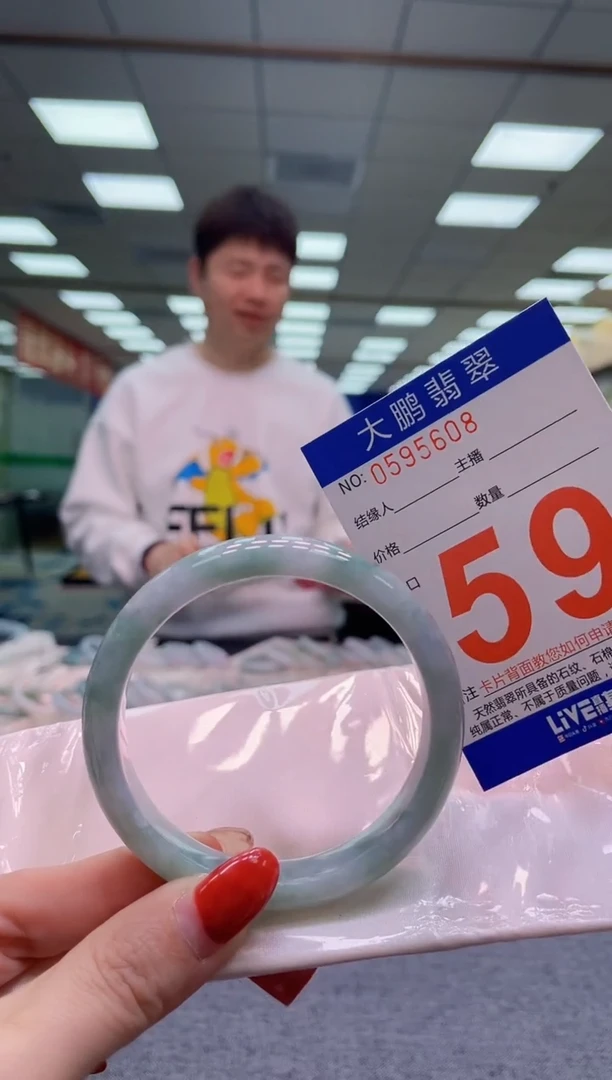 大鹏翡翠
NO: 0595608
结缘人 主播
价格 数量
口
59
注 卡片背面教您如何申请
天然翡翠所具备的石纹、石棉
纯属正常、不属于质量问题，
LIVE